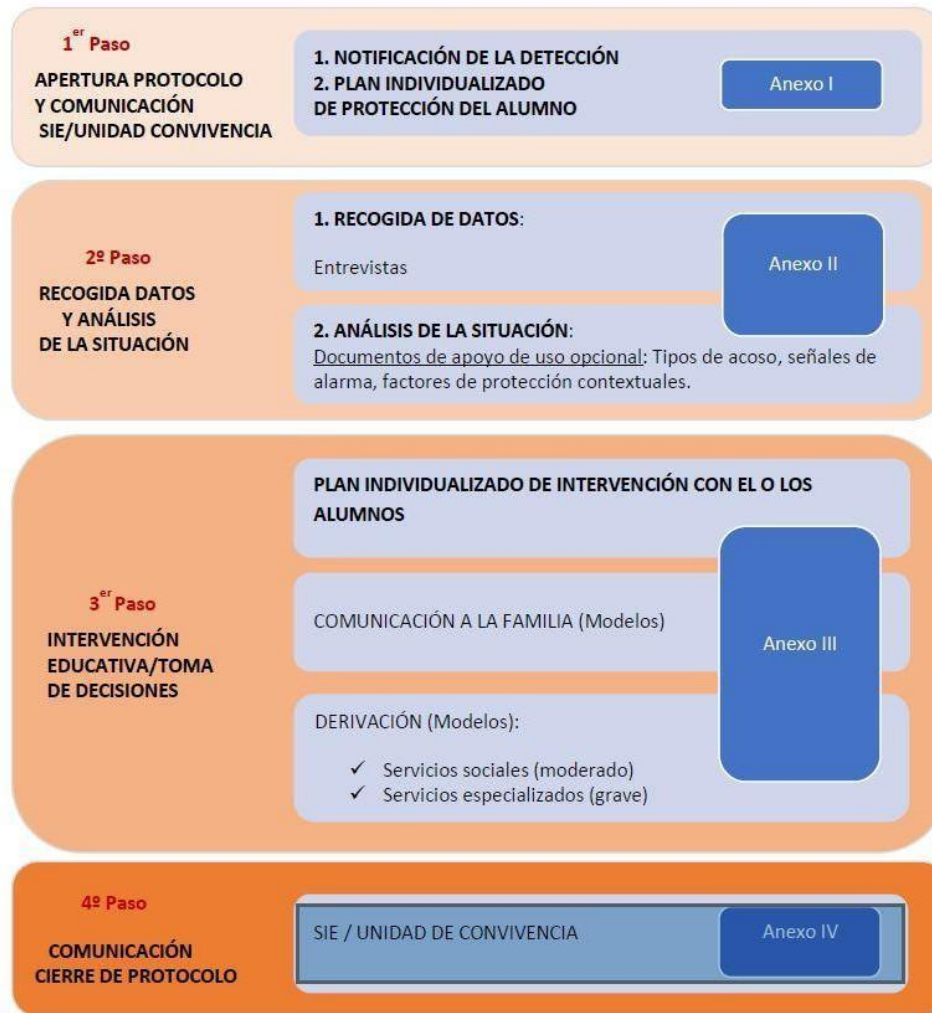 1er Paso
APERTURA PROTOCOLO
Y COMUNICACIÓN
SIE/UNIDAD CONVIVENCIA
1. NOTIFICACIÓN DE LA DETECCIÓN
2. PLAN INDIVIDUALIZADO
DE PROTECCIÓN DEL ALUMNO
Anexo I
2º Paso
RECOGIDA DATOS
Y ANÁLISIS
DE LA SITUACIÓN
1. RECOGIDA DE DATOS:
Entrevistas
Anexo II
2. ANÁLISIS DE LA SITUACIÓN:
Documentos de apoyo de uso opcional: Tipos de acoso, señales de
alarma, factores de protección contextuales.
3er Paso
INTERVENCIÓN
EDUCATIVA/TOMA
DE DECISIONES
PLAN INDIVIDUALIZADO DE INTERVENCIÓN CON EL O LOS
ALUMNOS
COMUNICACIÓN A LA FAMILIA (Modelos)
Anexo III
DERIVACIÓN (Modelos):
✓ Servicios sociales (moderado)
✓ Servicios especializados (grave)
4º Paso
COMUNICACIÓN
CIERRE DE PROTOCOLO
SIE / UNIDAD DE CONVIVENCIA
Anexo IV